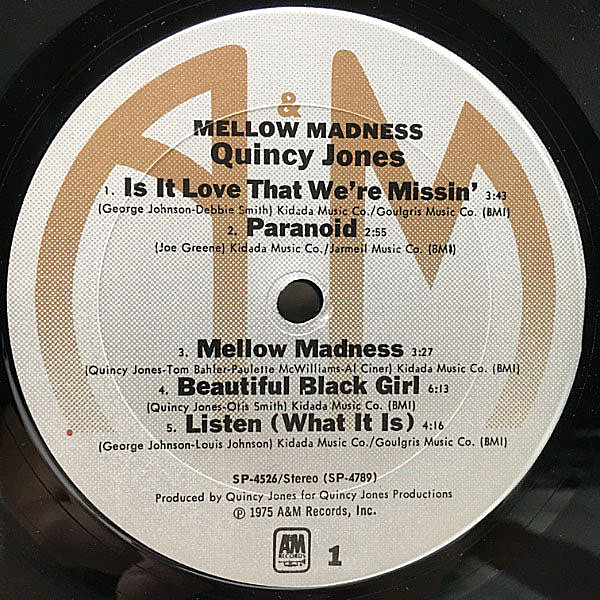 A&M
MELLOW MADNESS
Quincy Jones
1. Is It Love That We're Missin' 3:43
(George Johnson-Debbie Smith) Kidada Music Co./Goulgris Music Co. (BMI)
2. Paranoid 2:55
(Joe Greene) Kidada Music Co./Jarmell Music Co. (BMI)
3. Mellow Madness 3:27
(Quincy Jones-Tom Bahler-Paulette McWilliams-Al Ciner) Kidada Music Co. (BMI)
4. Beautiful Black Girl 6:13
(Quincy Jones-Otis Smith) Kidada Music Co. (BMI)
5. Listen (What It Is) 4:16
(George Johnson-Louis Johnson) Kidada Music Co./Goulgris Music Co. (BMI)
SP-4526/Stereo (SP-4789)
Produced by Quincy Jones for Quincy Jones Productions
℗ 1975 A&M Records, Inc.
A&M
RECORDS
1